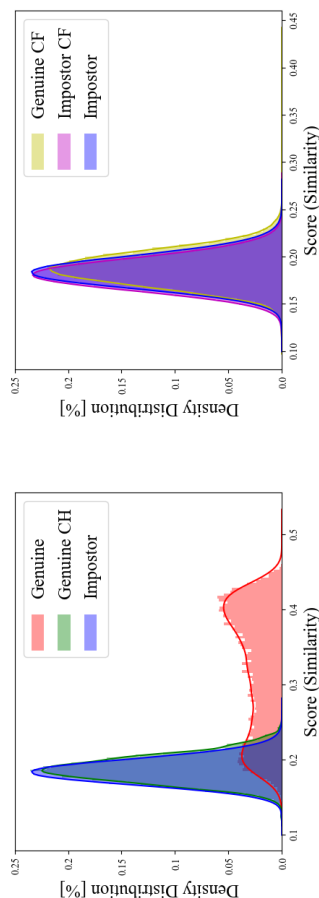 Density Distribution [%]
0.25
0.2
0.15
0.1
0.05
0.0
Genuine
Genuine CH
Impostor
0.1 0.2 0.3 0.4 0.5
Score (Similarity)
Density Distribution [%]
0.25
0.2
0.15
0.1
0.05
0.0
Genuine CF
Impostor CF
Impostor
0.10 0.15 0.20 0.25 0.30 0.35 0.40 0.45
Score (Similarity)